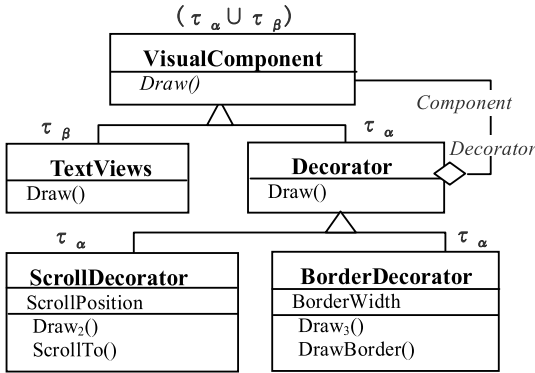 (τα ∪ τβ)
VisualComponent
Draw()
Component
τβ
τα
Decorator
TextViews
Draw()
Decorator
Draw()
τα
τα
ScrollDecorator
ScrollPosition
Draw₂()
ScrollTo()
BorderDecorator
BorderWidth
Draw₃()
DrawBorder()